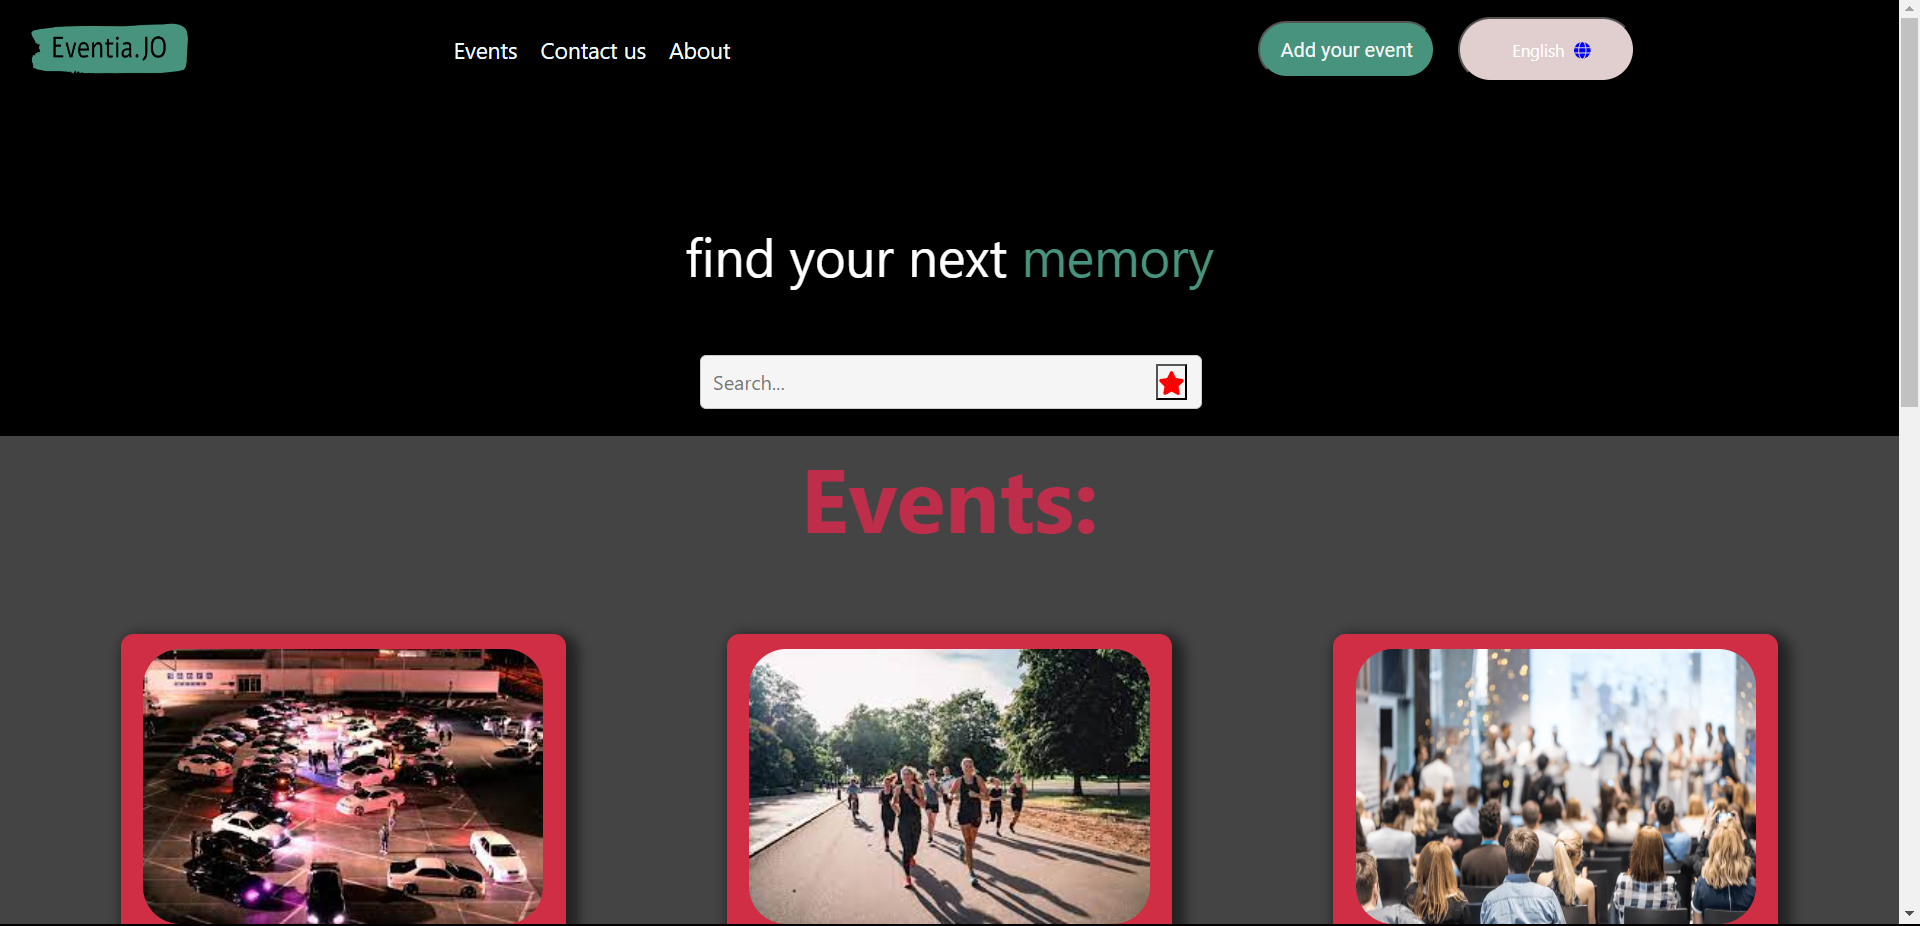 Eventia.JO
Events Contact us About
Add your event
English
find your next memory
Search...
Events: